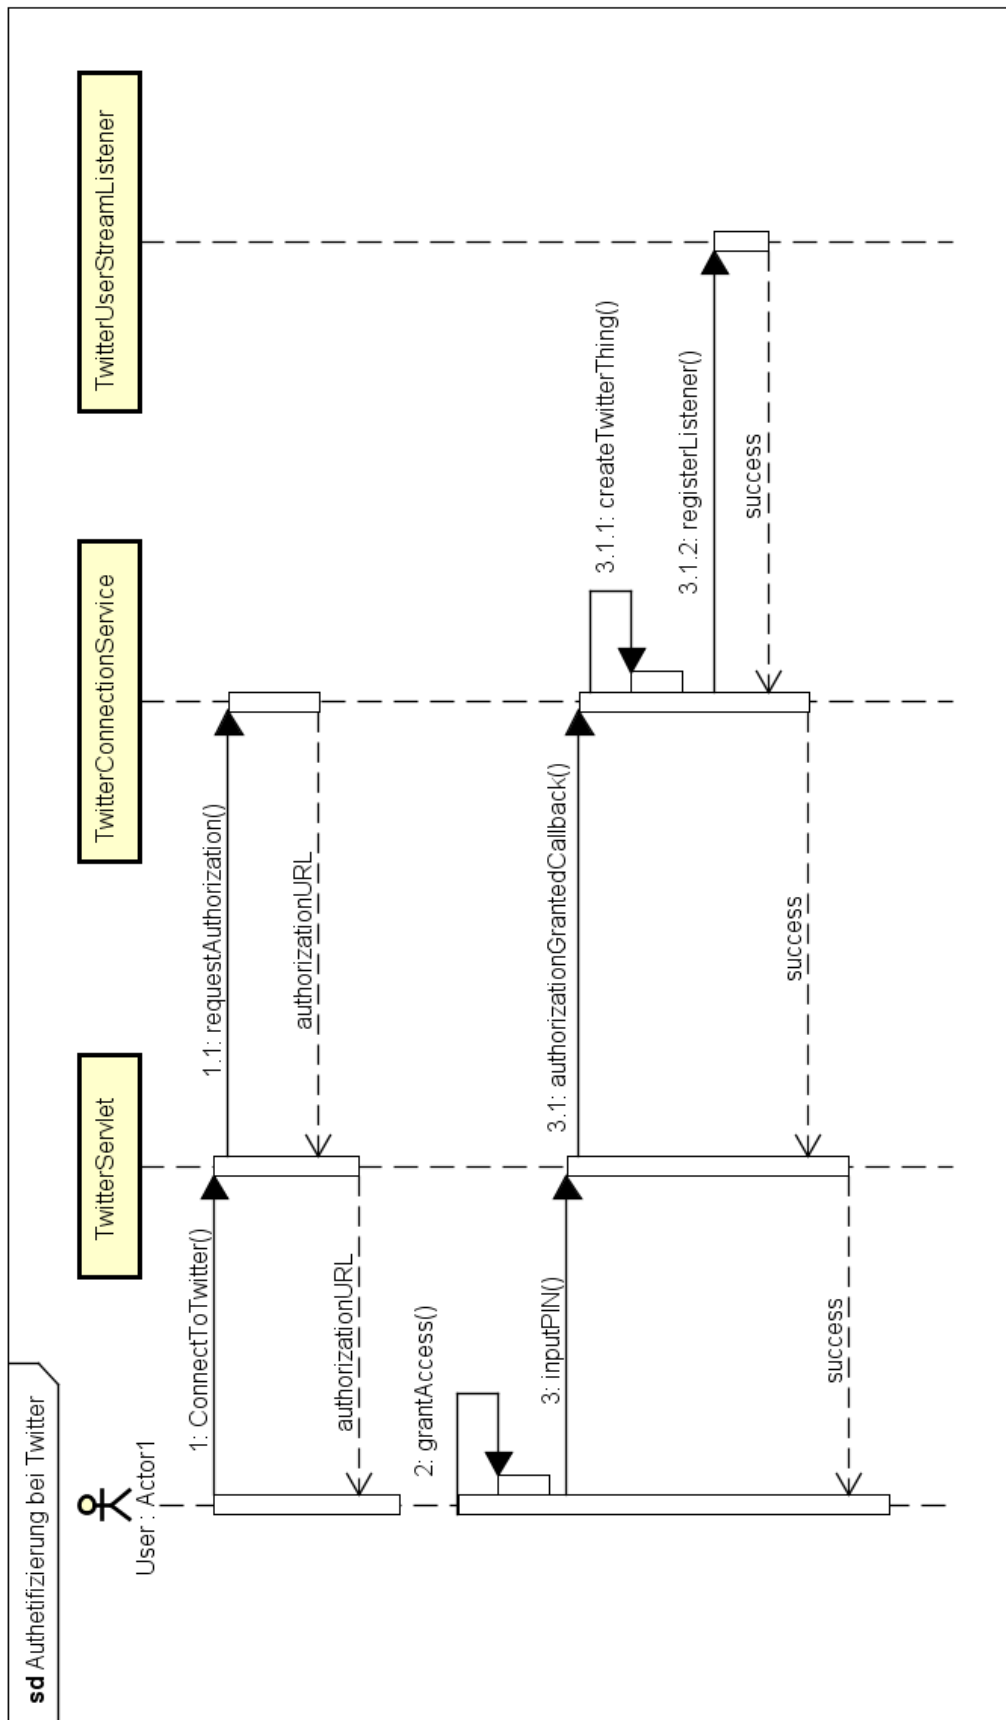 sd Authetifizierung bei Twitter
User : Actor1
TwitterServlet
TwitterConnectionService
TwitterUserStreamListener
1: ConnectToTwitter()
1.1: requestAuthorization()
authorizationURL
authorizationURL
2: grantAccess()
3: inputPIN()
3.1: authorizationGrantedCallback()
3.1.1: createTwitterThing()
3.1.2: registerListener()
success
success
success